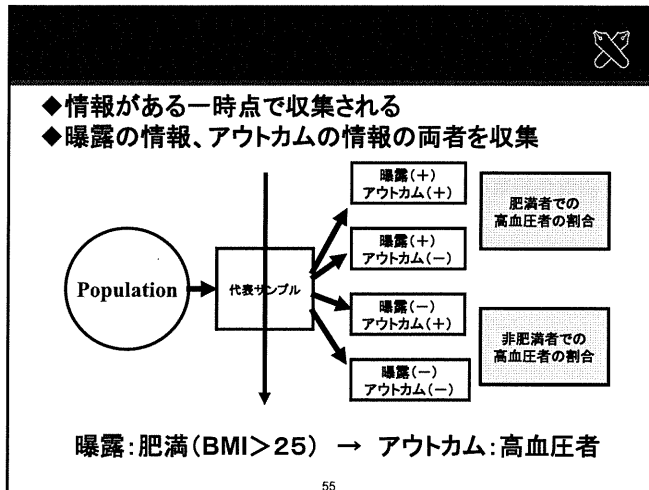 ◆情報がある一時点で収集される
◆曝露の情報、アウトカムの情報の両者を収集
Population
代表サンプル
曝露(+)
アウトカム(+)
曝露(+)
アウトカム(−)
曝露(−)
アウトカム(+)
曝露(−)
アウトカム(−)
肥満者での
高血圧者の割合
非肥満者での
高血圧者の割合
曝露:肥満(BMI>25) → アウトカム:高血圧者
55